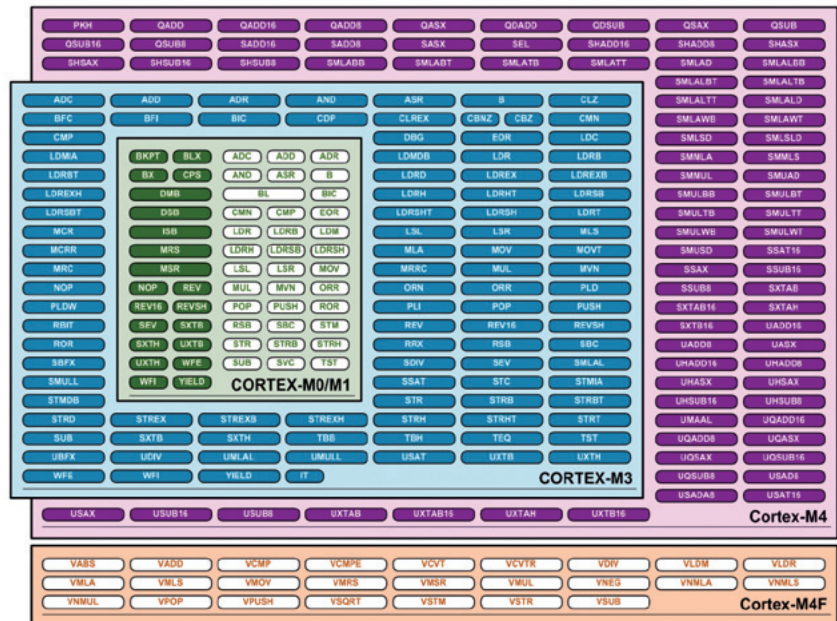 PKH QADD QADD16 QADD8 QASX QDADD QDSUB QSAX QSUB
QSUB16 QSUB8 SADD16 SADD8 SASX SEL SHADD16 SHADD8 SHASX
SHSAX SHSUB16 SHSUB8 SMLABB SMLABT SMLATB SMLATT SMLAD SMLALBB
SMLALBT SMLALTB
ADC ADD ADR AND ASR B CLZ SMLALTT SMLALD
BFC BFI BIC CDP CLREX CBNZ CBZ CMN SMLAWB SMLAWT
CMP DBG EOR LDC SMLSD SMLSLD
LDMIA BKPT BLX ADC ADD ADR LDMDB LDR LDRB SMMLA SMMLS
LDRBT BX CPS AND ASR B LDRD LDREX LDREXB SMMUL SMUAD
LDREXH DMB BL BIC LDRH LDRHT LDRSB SMULBB SMULBT
LDRSBT DSB CMN CMP EOR LDRSHT LDRSH LDRT SMULTB SMULTT
MCR ISB LDR LDRB LDM LSL LSR MLS SMULWB SMULWT
MCRR MRS LDRH LDRSB LDRSH MLA MOV MOVT SMUSD SSAT16
MRC MSR LSL LSR MOV MRRC MUL MVN SSAX SSUB16
NOP NOP REV MUL MVN ORR ORN ORR PLD SSUB8 SXTAB
PLDW REV16 REVSH POP PUSH ROR PLI POP PUSH SXTAB16 SXTAH
RBIT SEV SXTB RSB SBC STM REV REV16 REVSH SXTB16 UADD16
ROR SXTH UXTB STR STRB STRH RRX RSB SBC UADD8 UASX
SBFX UXTH WFE SUB SVC TST SDIV SEV SMLAL UHADD16 UHADD8
SMULL WFI YIELD CORTEX-M0/M1 SSAT STC STMIA UHASX UHSAX
STMDB STR STRB STRBT UHSUB16 UHSUB8
STRD STREX STREXB STREXH STRH STRHT STRT UMAAL UQADD16
SUB SXTB SXTH TBB TBH TEQ TST UQADD8 UQASX
UBFX UDIV UMLAL UMULL USAT UXTB UXTH UQSAX UQSUB16
WFE WFI YIELD IT CORTEX-M3 UQSUB8 USAD8
USADA8 USAT16
USAX USUB16 USUB8 UXTAB UXTAB16 UXTAH UXTB16 Cortex-M4
VABS VADD VCMP VCMPE VCVT VCVTR VDIV VLDM VLDR
VMLA VMLS VMOV VMRS VMSR VMUL VNEG VNMLA VNMLS
VNMUL VPOP VPUSH VSQRT VSTM VSTR VSUB Cortex-M4F